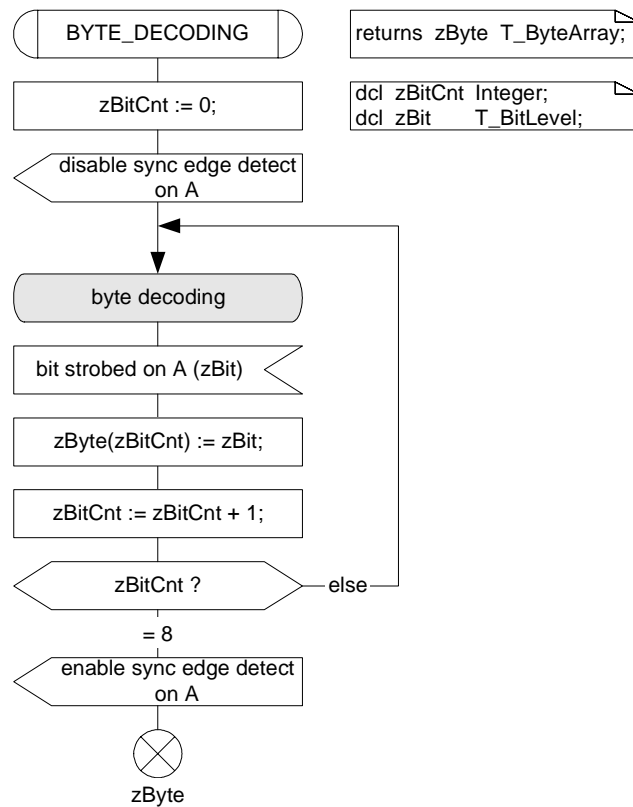 BYTE_DECODING
returns zByte T_ByteArray;
zBitCnt := 0;
dcl zBitCnt Integer;
dcl zBit T_BitLevel;
disable sync edge detect
on A
byte decoding
bit strobed on A (zBit)
zByte(zBitCnt) := zBit;
zBitCnt := zBitCnt + 1;
zBitCnt ?
else
= 8
enable sync edge detect
on A
zByte